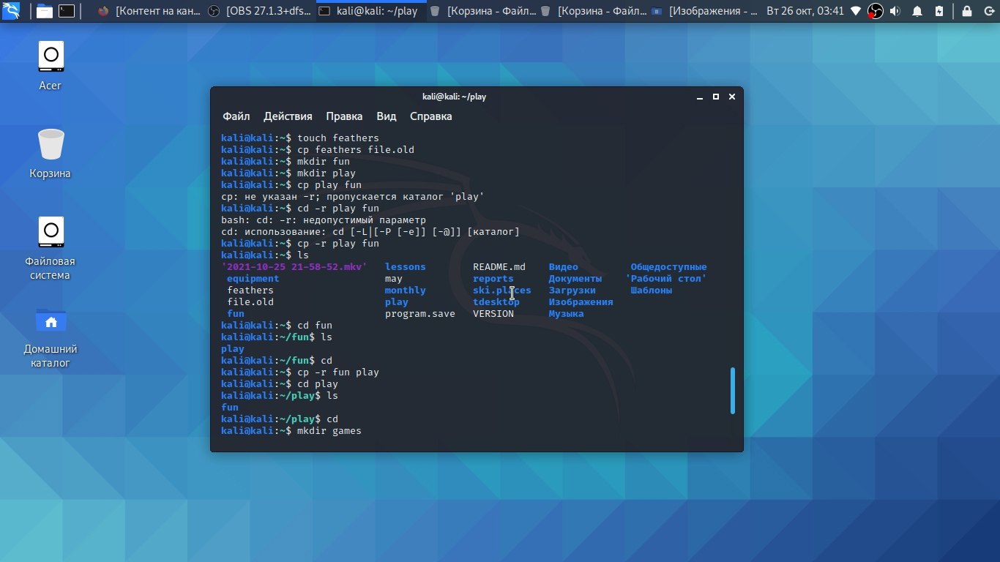 [Контент на кан...
[OBS 27.1.3+dfs...
kali@kali: ~/play
[Корзина - Файл...
[Корзина - Файл...
[Изображения - ...
Вт 26 окт, 03:41
Acer
Корзина
Файловая
система
Домашний
каталог
kali@kali: ~/play
Файл Действия Правка Вид Справка
kali@kali:~$ touch feathers
kali@kali:~$ cp feathers file.old
kali@kali:~$ mkdir fun
kali@kali:~$ mkdir play
kali@kali:~$ cp play fun
cp: не указан -r; пропускается каталог 'play'
kali@kali:~$ cd -r play fun
bash: cd: -r: недопустимый параметр
cd: использование: cd [-L|[-P [-e]] [-@]] [каталог]
kali@kali:~$ cp -r play fun
kali@kali:~$ ls
'2021-10-25 21-58-52.mkv' lessons README.md Видео Общедоступные
equipment may reports Документы 'Рабочий стол'
feathers monthly ski.places Загрузки Шаблоны
file.old play tdesktop Изображения
fun program.save VERSION Музыка
kali@kali:~$ cd fun
kali@kali:~/fun$ ls
play
kali@kali:~/fun$ cd
kali@kali:~$ cp -r fun play
kali@kali:~$ cd play
kali@kali:~/play$ ls
fun
kali@kali:~/play$ cd
kali@kali:~$ mkdir games